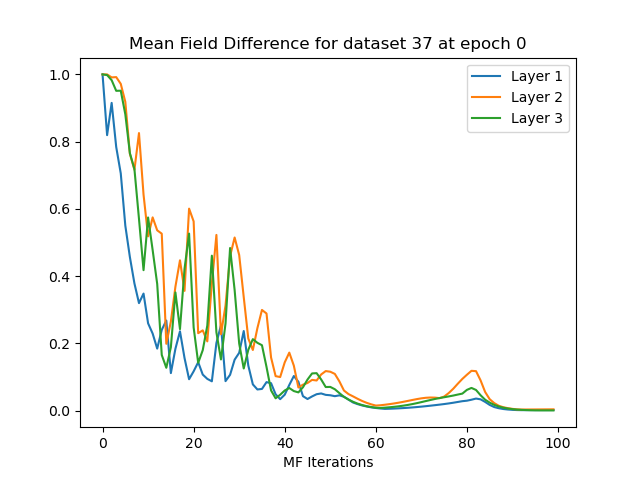 Mean Field Difference for dataset 37 at epoch 0
Layer 1
Layer 2
Layer 3
1.0
0.8
0.6
0.4
0.2
0.0
0 20 40 60 80 100
MF Iterations